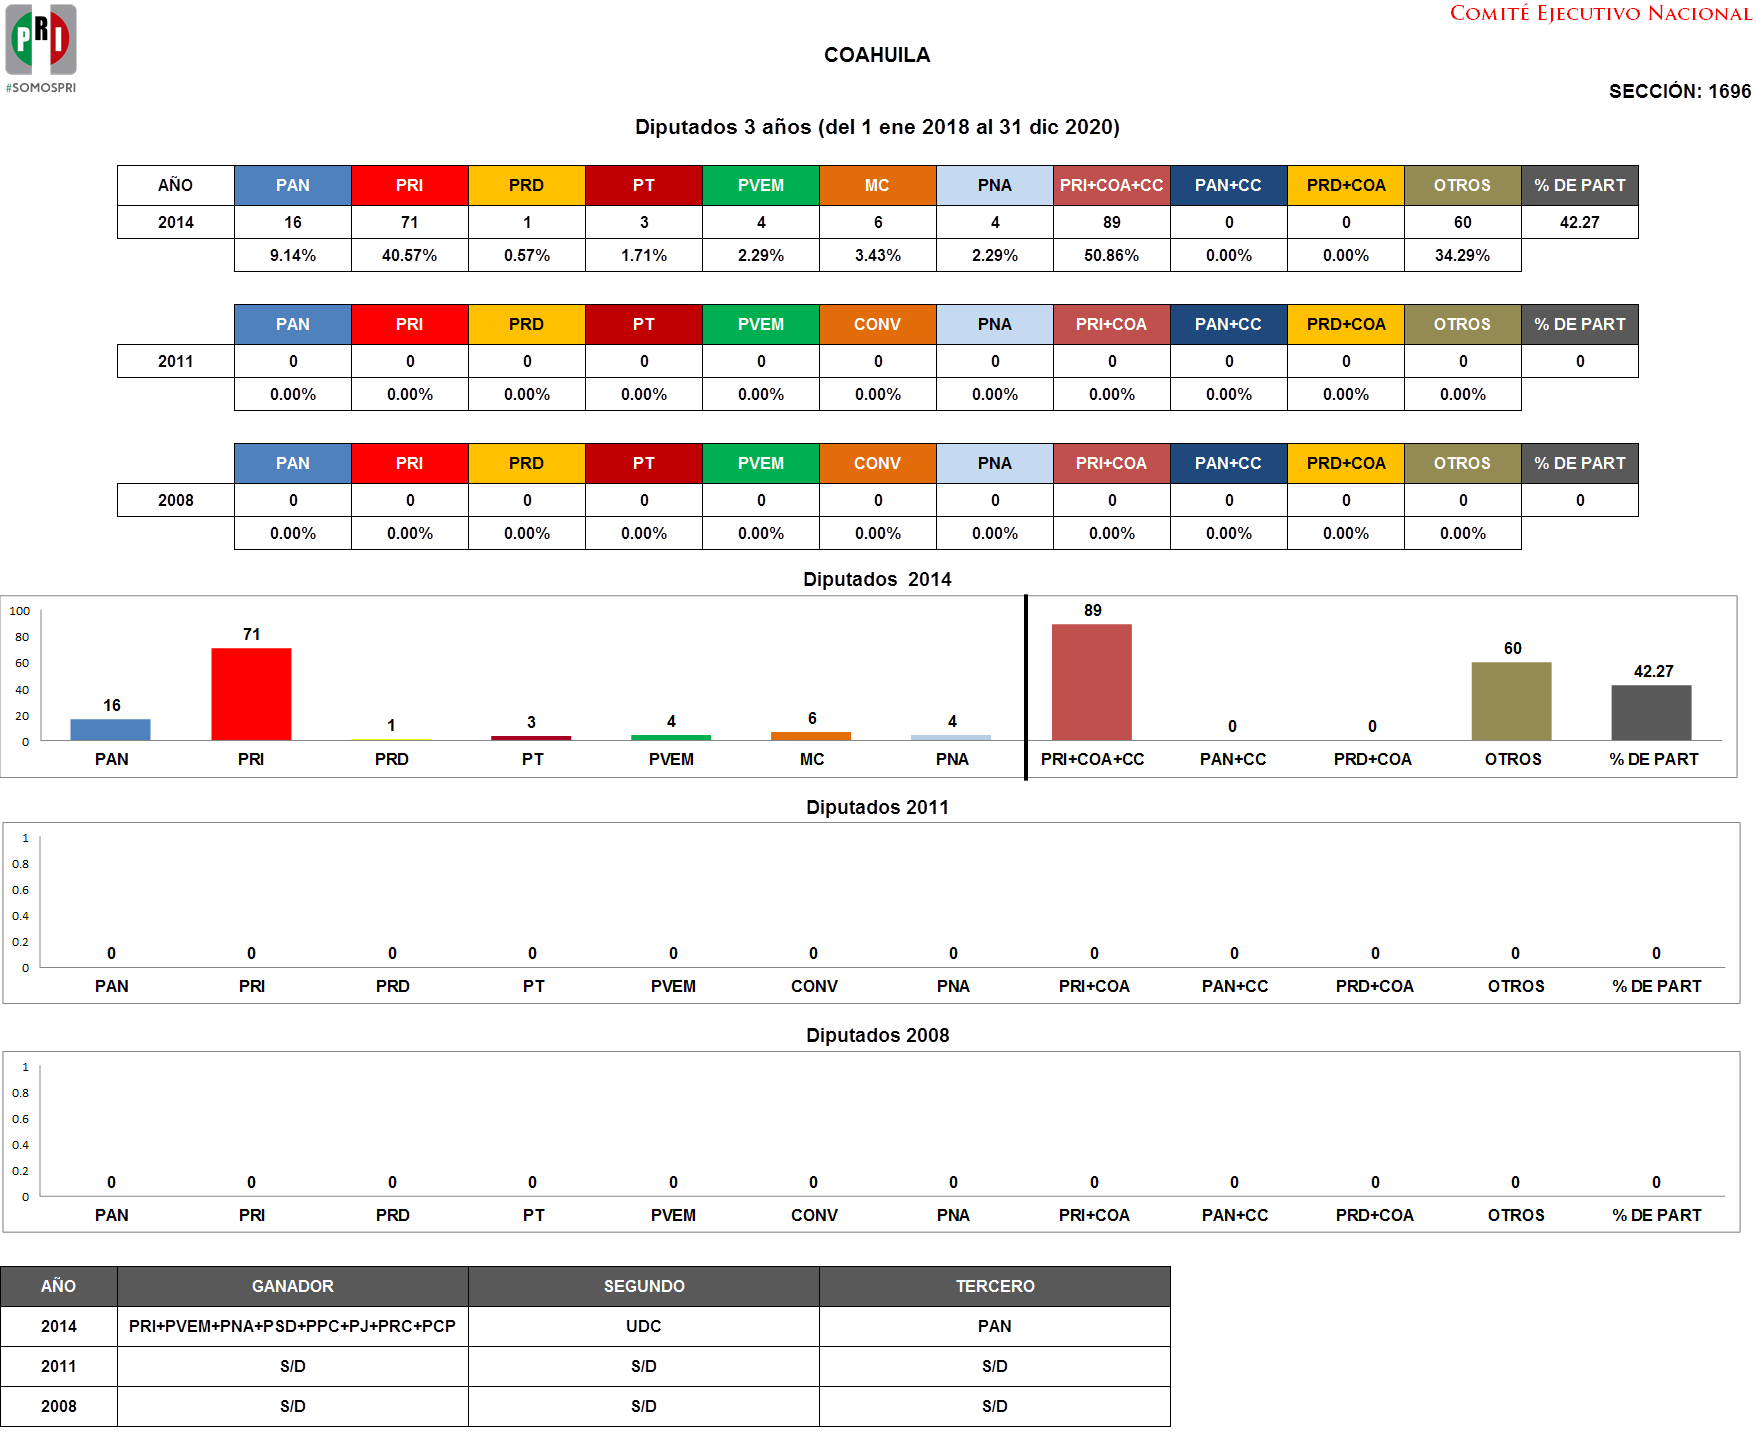 PRI
#SOMOSPRI
COMITÉ EJECUTIVO NACIONAL
COAHUILA
SECCIÓN: 1696
Diputados 3 años (del 1 ene 2018 al 31 dic 2020)
AÑO PAN PRI PRD PT PVEM MC PNA PRI+COA+CC PAN+CC PRD+COA OTROS % DE PART
2014 16 71 1 3 4 6 4 89 0 0 60 42.27
9.14% 40.57% 0.57% 1.71% 2.29% 3.43% 2.29% 50.86% 0.00% 0.00% 34.29%
PAN PRI PRD PT PVEM CONV PNA PRI+COA PAN+CC PRD+COA OTROS % DE PART
2011 0 0 0 0 0 0 0 0 0 0 0 0
0.00% 0.00% 0.00% 0.00% 0.00% 0.00% 0.00% 0.00% 0.00% 0.00% 0.00%
PAN PRI PRD PT PVEM CONV PNA PRI+COA PAN+CC PRD+COA OTROS % DE PART
2008 0 0 0 0 0 0 0 0 0 0 0 0
0.00% 0.00% 0.00% 0.00% 0.00% 0.00% 0.00% 0.00% 0.00% 0.00% 0.00%
Diputados 2014
100
80
60
40
20
0
16 71 1 3 4 6 4 89 0 0 60 42.27
PAN PRI PRD PT PVEM MC PNA PRI+COA+CC PAN+CC PRD+COA OTROS % DE PART
Diputados 2011
1
0.8
0.6
0.4
0.2
0
0 0 0 0 0 0 0 0 0 0 0 0
PAN PRI PRD PT PVEM CONV PNA PRI+COA PAN+CC PRD+COA OTROS % DE PART
Diputados 2008
1
0.8
0.6
0.4
0.2
0
0 0 0 0 0 0 0 0 0 0 0 0
PAN PRI PRD PT PVEM CONV PNA PRI+COA PAN+CC PRD+COA OTROS % DE PART
AÑO GANADOR SEGUNDO TERCERO
2014 PRI+PVEM+PNA+PSD+PPC+PJ+PRC+PCP UDC PAN
2011 S/D S/D S/D
2008 S/D S/D S/D